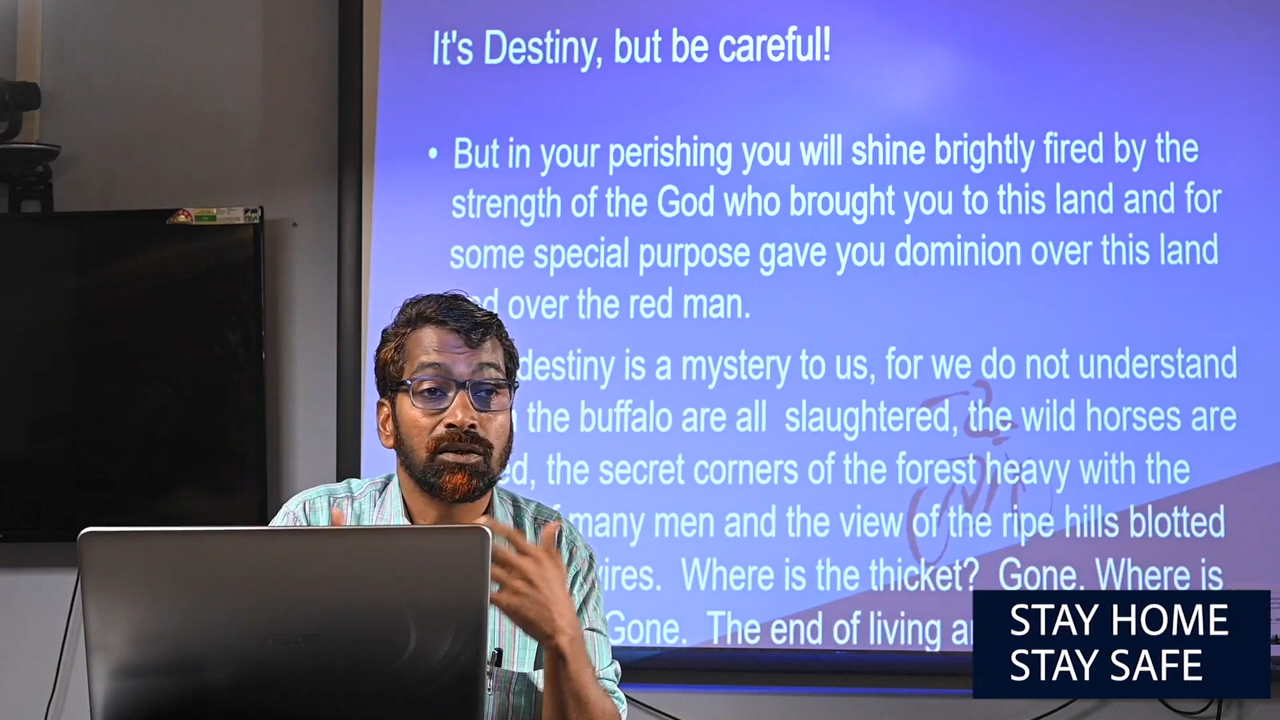 It's Destiny, but be careful!
• But in your perishing you will shine brightly fired by the
strength of the God who brought you to this land and for
some special purpose gave you dominion over this land
over the red man.
destiny is a mystery to us, for we do not understand
the buffalo are all slaughtered, the wild horses are
the secret corners of the forest heavy with the
many men and the view of the ripe hills blotted
Where is the thicket? Gone. Where is
Gone. The end of living
STAY HOME
STAY SAFE